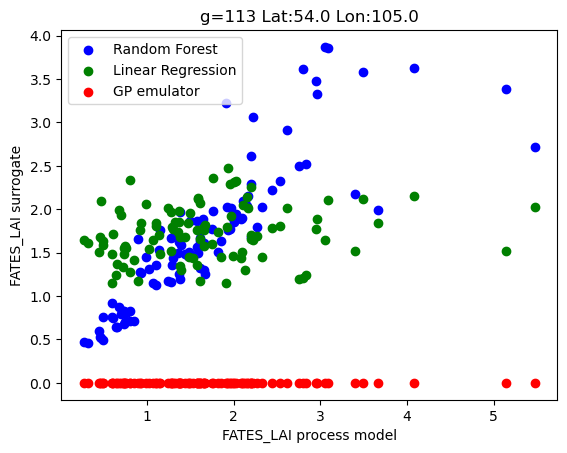 g=113 Lat:54.0 Lon:105.0
Random Forest
Linear Regression
GP emulator
FATES_LAI surrogate
4.0
3.5
3.0
2.5
2.0
1.5
1.0
0.5
0.0
1 2 3 4 5
FATES_LAI process model